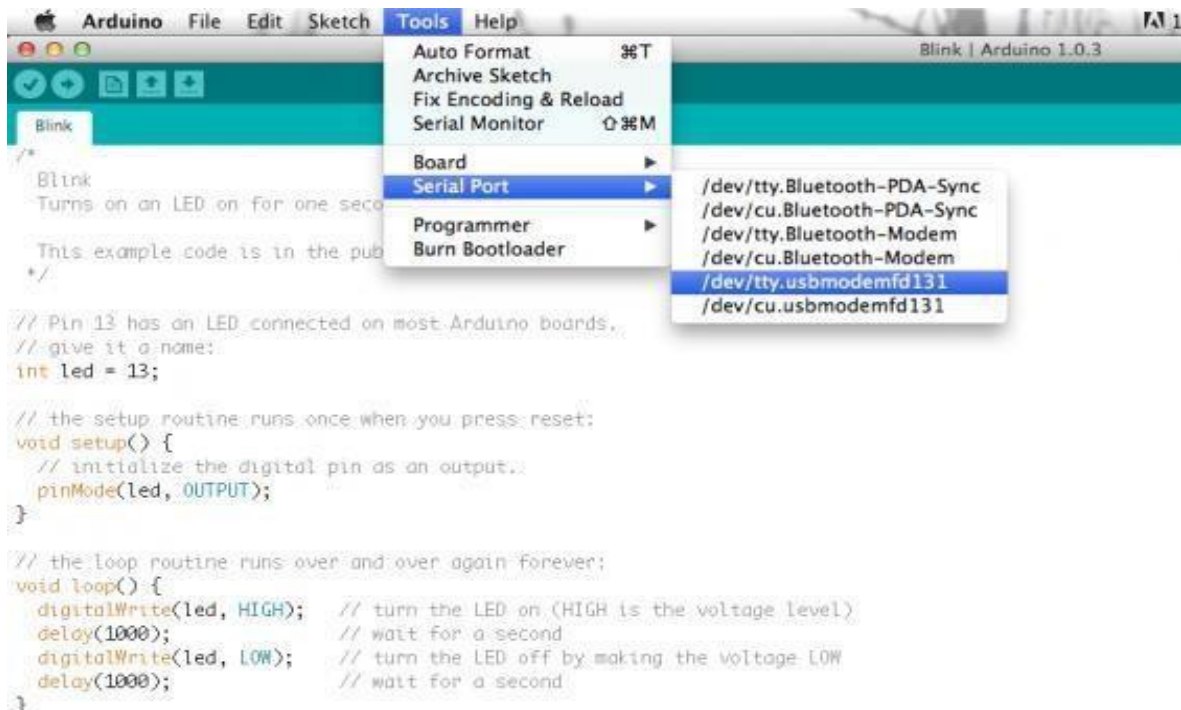 Arduino File Edit Sketch Tools Help 1
Blink | Arduino 1.0.3
Auto Format ⌘T
Archive Sketch
Fix Encoding & Reload
Serial Monitor ⇧⌘M
Board
Serial Port
Programmer
Burn Bootloader
/dev/tty.Bluetooth-PDA-Sync
/dev/cu.Bluetooth-PDA-Sync
/dev/tty.Bluetooth-Modem
/dev/cu.Bluetooth-Modem
/dev/tty.usbmodemfd131
/dev/cu.usbmodemfd131
Blink
/*
Blink
Turns on an LED on for one seco
This example code is in the pub
*/
// Pin 13 has an LED connected on most Arduino boards.
// give it a name:
int led = 13;
// the setup routine runs once when you press reset:
void setup() {
// initialize the digital pin as an output.
pinMode(led, OUTPUT);
}
// the loop routine runs over and over again forever:
void loop() {
digitalWrite(led, HIGH); // turn the LED on (HIGH is the voltage level)
delay(1000); // wait for a second
digitalWrite(led, LOW); // turn the LED off by making the voltage LOW
delay(1000); // wait for a second
}